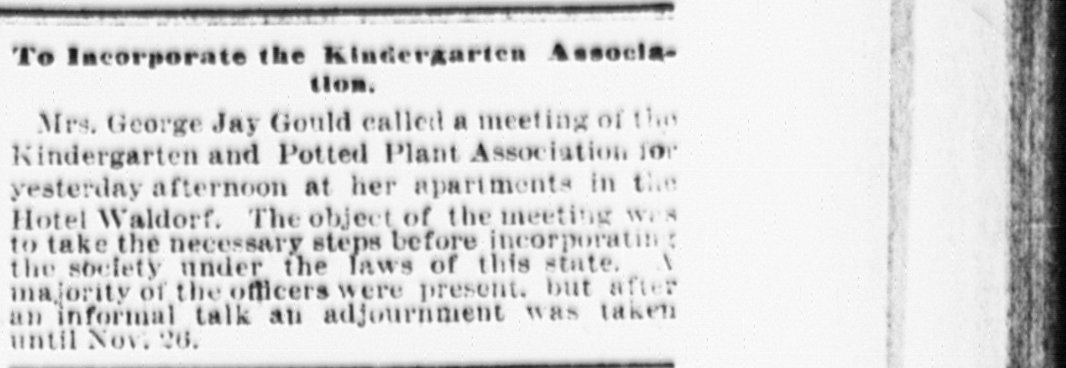 To Incorporate the Kindergarten Associa-
tion.
Mrs. George Jay Gould called a meeting of the
Kindergarten and Potted Plant Association for
yesterday afternoon at her apartments in the
Hotel Waldorf. The object of the meeting was
to take the necessary steps before incorporating
the society under the laws of this state. A
majority of the officers were present, but after
an informal talk an adjournment was taken
until Nov. 26.